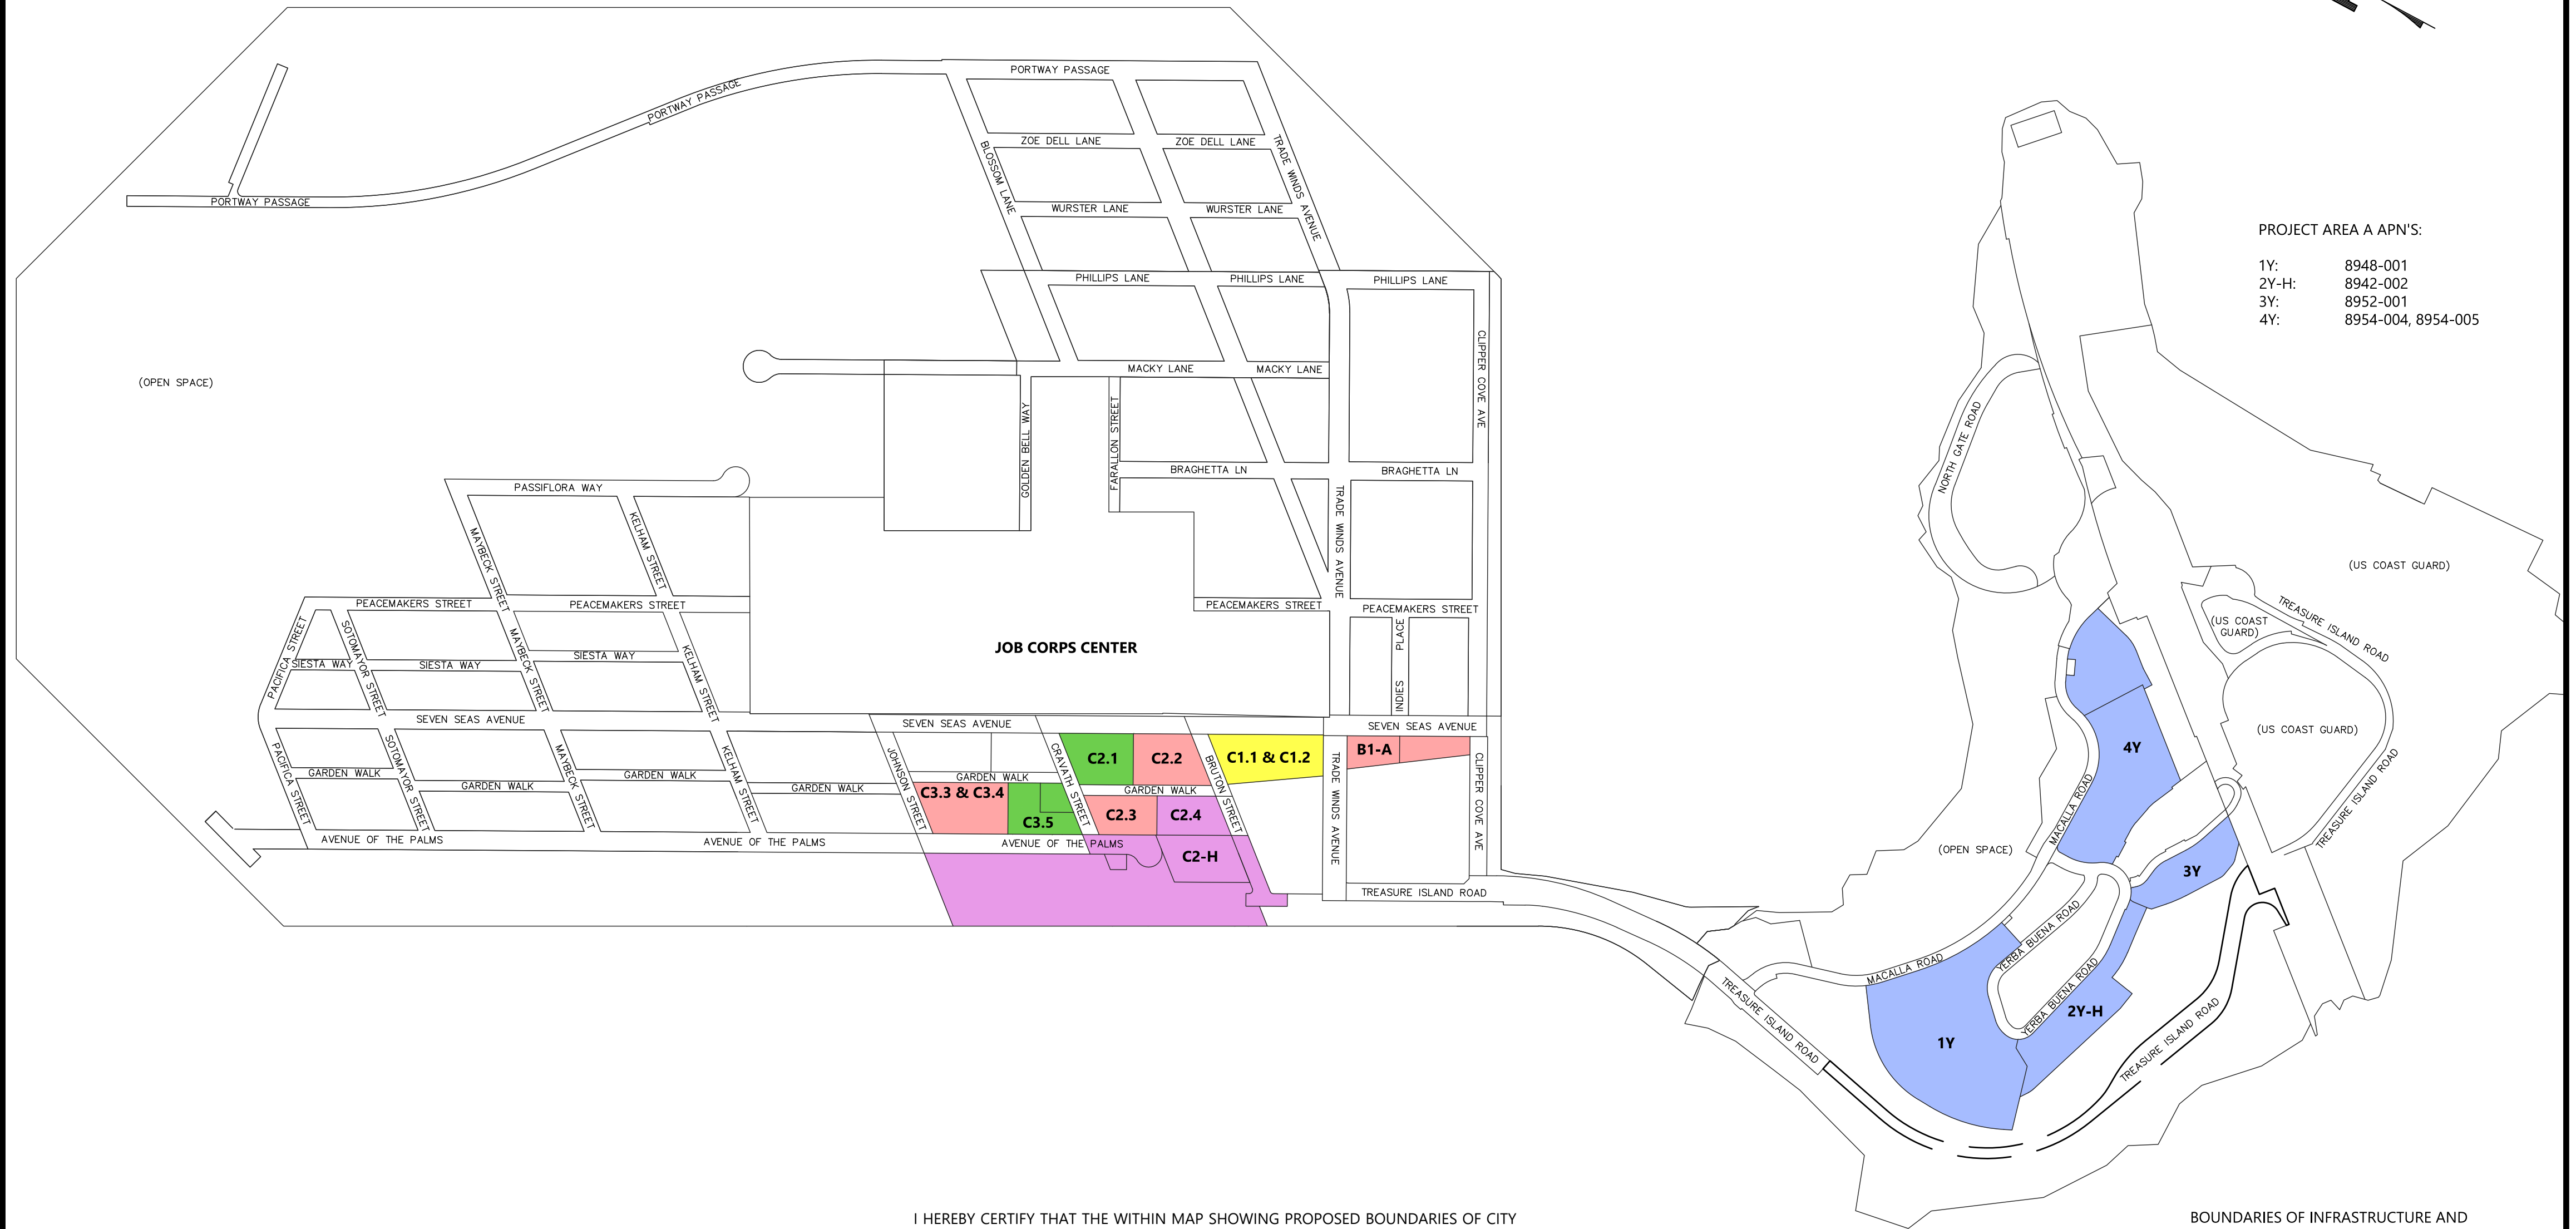 PORTWAY PASSAGE
PORTWAY PASSAGE
PORTWAY PASSAGE
ZOE DELL LANE
ZOE DELL LANE
BLOSSOM LANE
TRADE WINDS AVENUE
WURSTER LANE
WURSTER LANE
PHILLIPS LANE
PHILLIPS LANE
PHILLIPS LANE
PROJECT AREA A APN'S:
1Y: 8948-001
2Y-H: 8942-002
3Y: 8952-001
4Y: 8954-004, 8954-005
(OPEN SPACE)
MACKY LANE
MACKY LANE
CLIPPER COVE AVE
GOLDEN BELL WAY
FARALLON STREET
BRAGHETTA LN
BRAGHETTA LN
NORTH GATE ROAD
PASSIFLORA WAY
MAYBECK STREET
KELHAM STREET
TRADE WINDS AVENUE
(US COAST GUARD)
PEACEMAKERS STREET
PEACEMAKERS STREET
PEACEMAKERS STREET
PEACEMAKERS STREET
PACIFICA STREET
SOTOMAYOR STREET
MAYBECK STREET
KELHAM STREET
SIESTA WAY
SIESTA WAY
SIESTA WAY
JOB CORPS CENTER
INDIES PLACE
(US COAST
GUARD)
TREASURE ISLAND ROAD
SEVEN SEAS AVENUE
SEVEN SEAS AVENUE
SEVEN SEAS AVENUE
(US COAST GUARD)
PACIFICA STREET
SOTOMAYOR STREET
MAYBECK STREET
KELHAM STREET
JOHNSON STREET
CRAVATH STREET
BRUTON STREET
TRADE WINDS AVENUE
CLIPPER COVE AVE
C2.1
C2.2
C1.1 & C1.2
B1-A
4Y
GARDEN WALK
GARDEN WALK
GARDEN WALK
GARDEN WALK
GARDEN WALK
GARDEN WALK
C3.3 & C3.4
C3.5
C2.3
C2.4
MACALLA ROAD
TREASURE ISLAND ROAD
AVENUE OF THE PALMS
AVENUE OF THE PALMS
AVENUE OF THE PALMS
C2-H
(OPEN SPACE)
3Y
TREASURE ISLAND ROAD
YERBA BUENA ROAD
MACALLA ROAD
TREASURE ISLAND ROAD
YERBA BUENA ROAD
2Y-H
1Y
TREASURE ISLAND ROAD
I HEREBY CERTIFY THAT THE WITHIN MAP SHOWING PROPOSED BOUNDARIES OF CITY
BOUNDARIES OF INFRASTRUCTURE AND